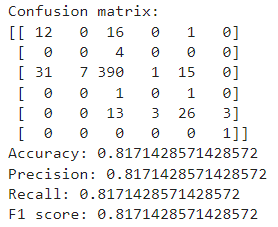 Confusion matrix:
[[ 12 0 16 0 1 0]
[ 0 0 4 0 0 0]
[ 31 7 390 1 15 0]
[ 0 0 1 0 1 0]
[ 0 0 13 3 26 3]
[ 0 0 0 0 0 1]]
Accuracy: 0.8171428571428572
Precision: 0.8171428571428572
Recall: 0.8171428571428572
F1 score: 0.8171428571428572